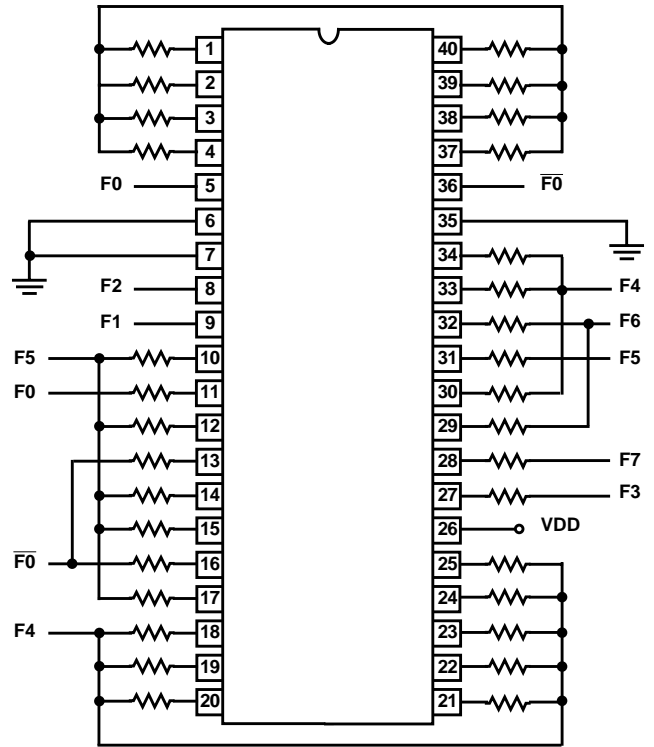 1 40
2 39
3 38
4 37
F0 5 36 F̅0̅
6 35
7 34
F2 8 33 F4
F1 9 32 F6
F5 10 31 F5
F0 11 30
12 29
13 28 F7
14 27 F3
15 26 VDD
F̅0̅ 16 25
17 24
F4 18 23
19 22
20 21